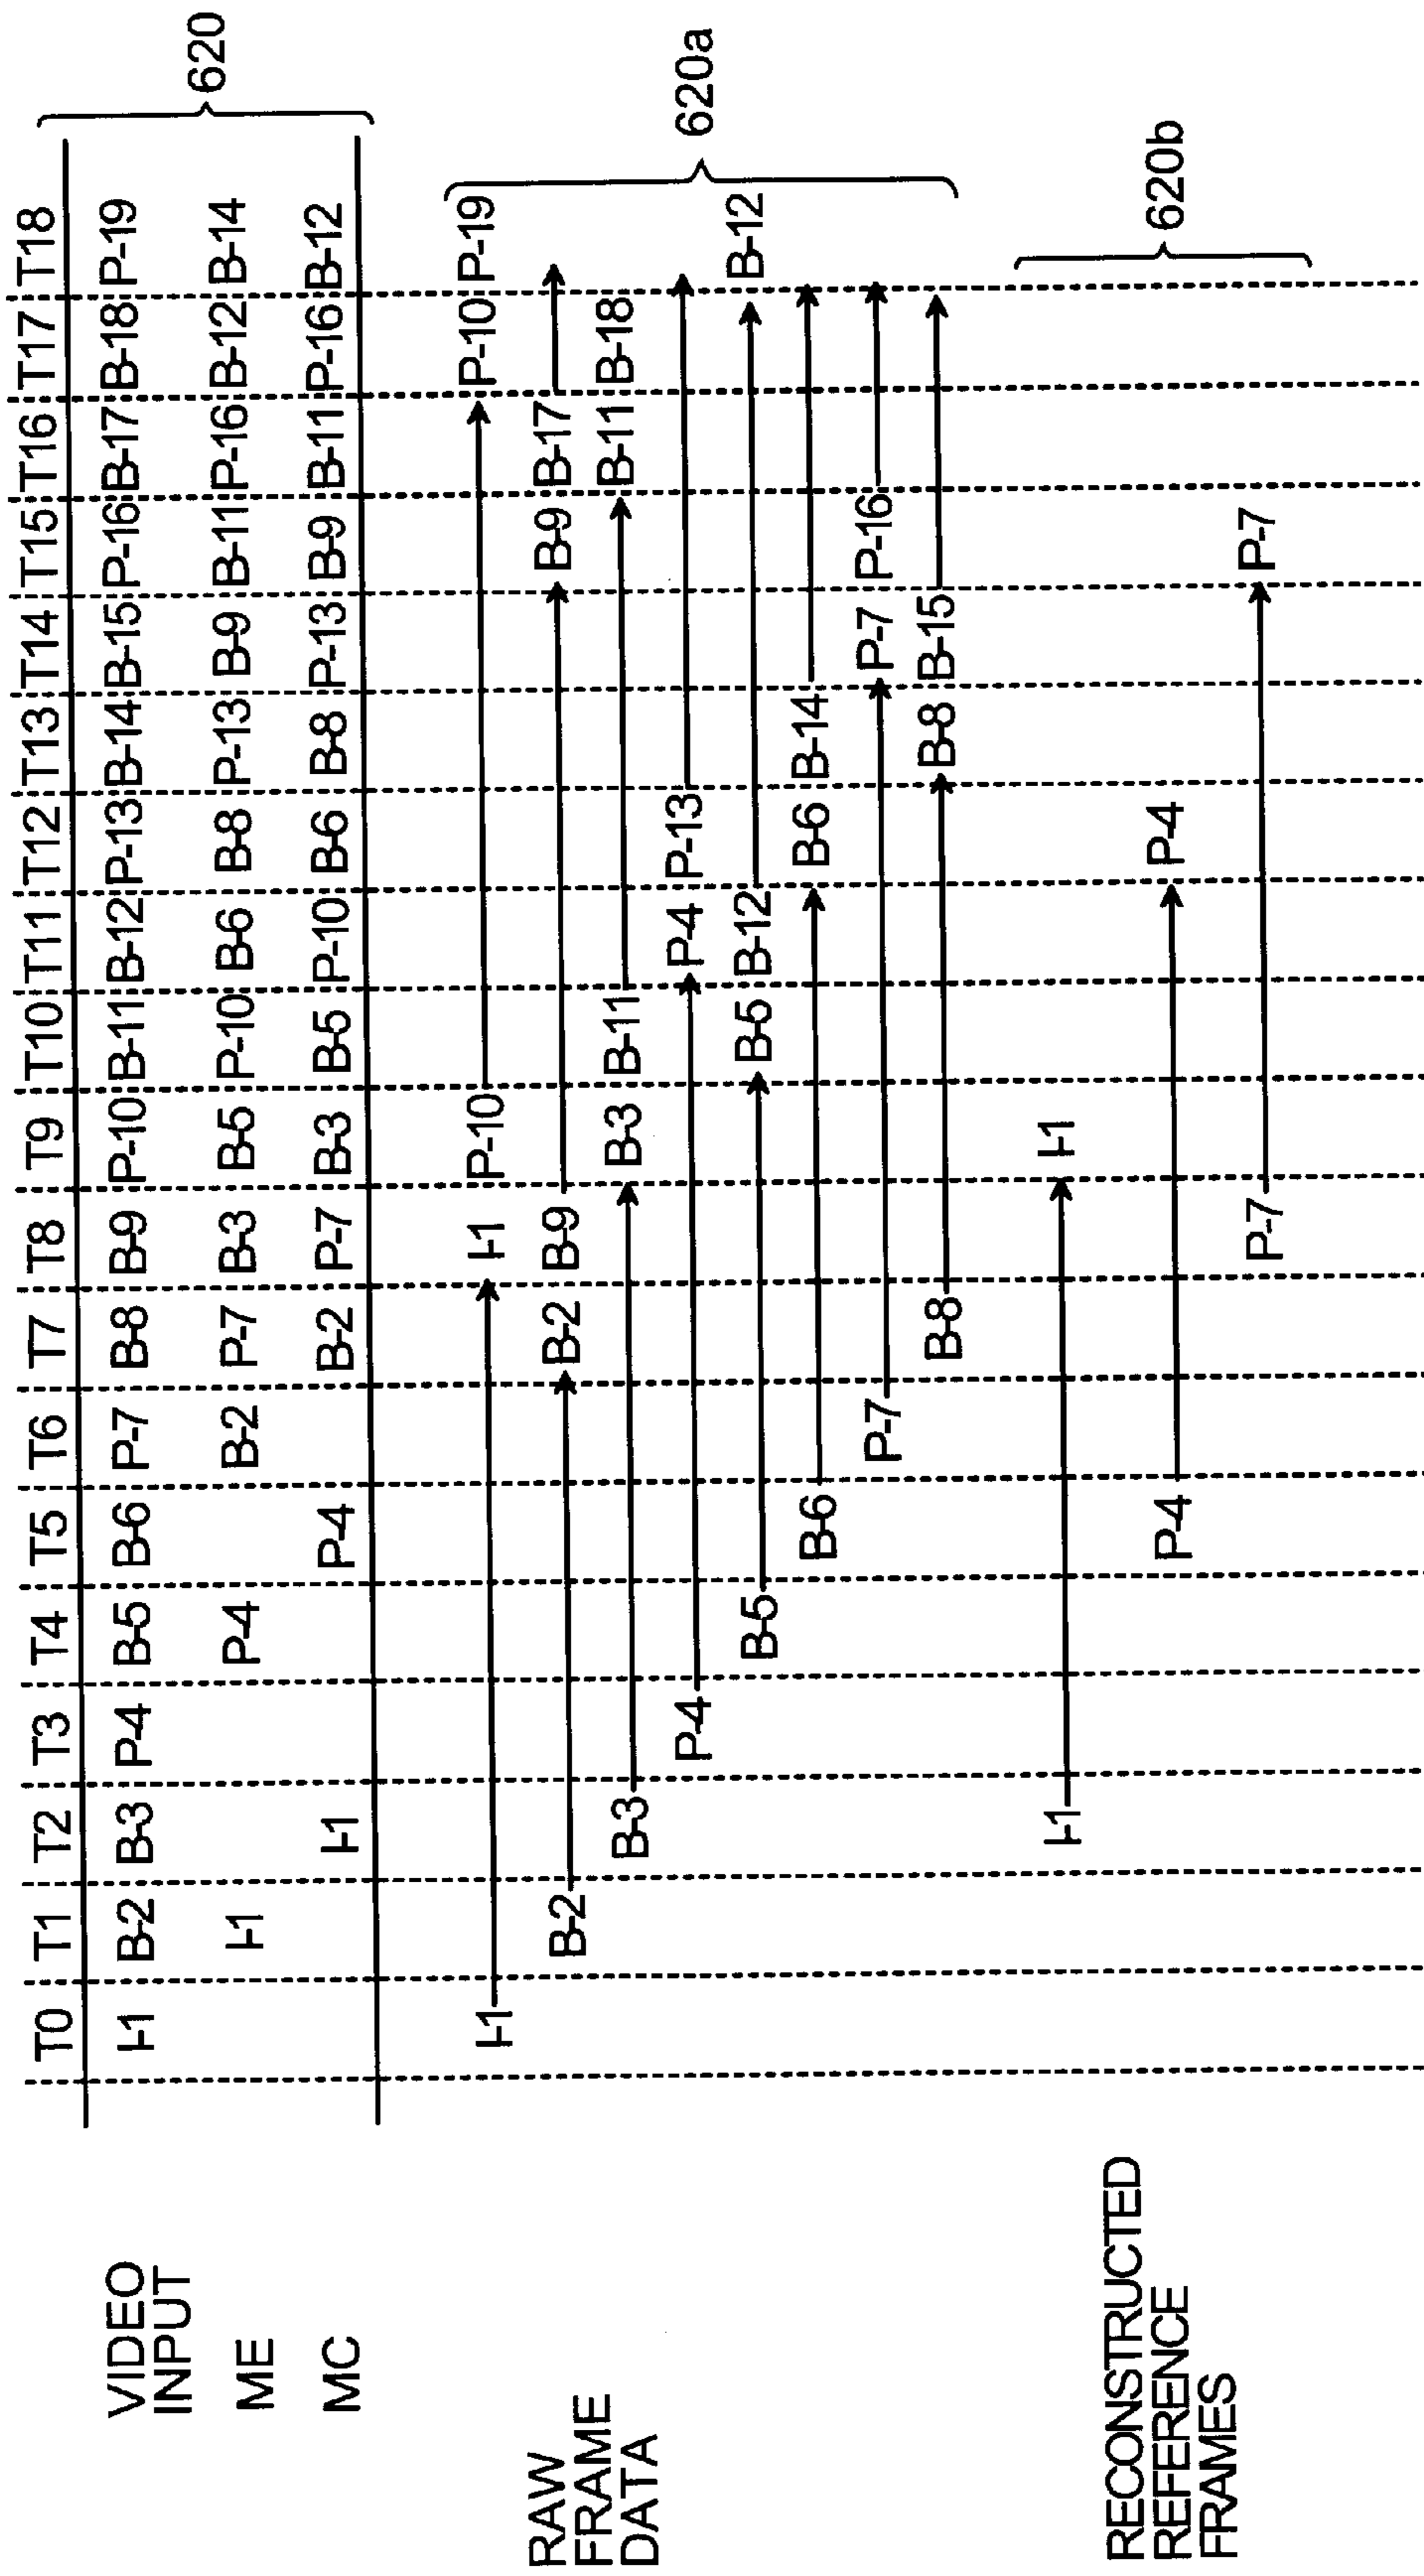 T0 T1 T2 T3 T4 T5 T6 T7 T8 T9 T10 T11 T12 T13 T14 T15 T16 T17 T18
VIDEO I-1 B-2 B-3 P-4 B-5 B-6 P-7 B-8 B-9 P-10 B-11 B-12 P-13 B-14 B-15 P-16 B-17 B-18 P-19
INPUT
620
ME I-1 P-4 B-2 P-7 B-3 B-5 P-10 B-6 B-8 P-13 B-9 B-11 P-16 B-12 B-14
MC I-1 P-4 B-2 P-7 B-3 B-5 P-10 B-6 B-8 P-13 B-9 B-11 P-16 B-12
I-1 I-1 P-10 P-10 P-19
RAW B-2 B-2 B-9 B-9 B-17
FRAME
DATA B-3 B-3 B-11 B-11 B-18
P-4 P-4 P-13
620a
B-5 B-5 B-12 B-12
B-6 B-6 B-14
P-7 P-7 P-16
B-8 B-8 B-15
I-1 I-1
RECONSTRUCTED
REFERENCE P-4 P-4
620b
FRAMES
P-7 P-7